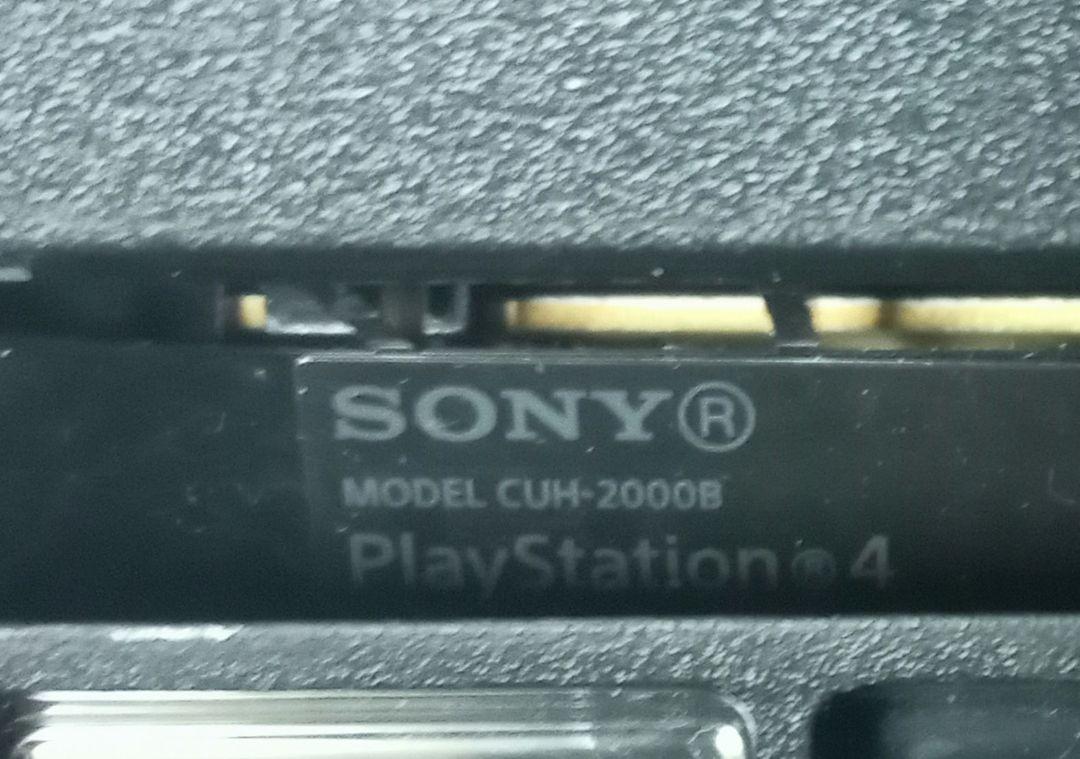 SONY®
MODEL CUH-2000B
PlayStation®4